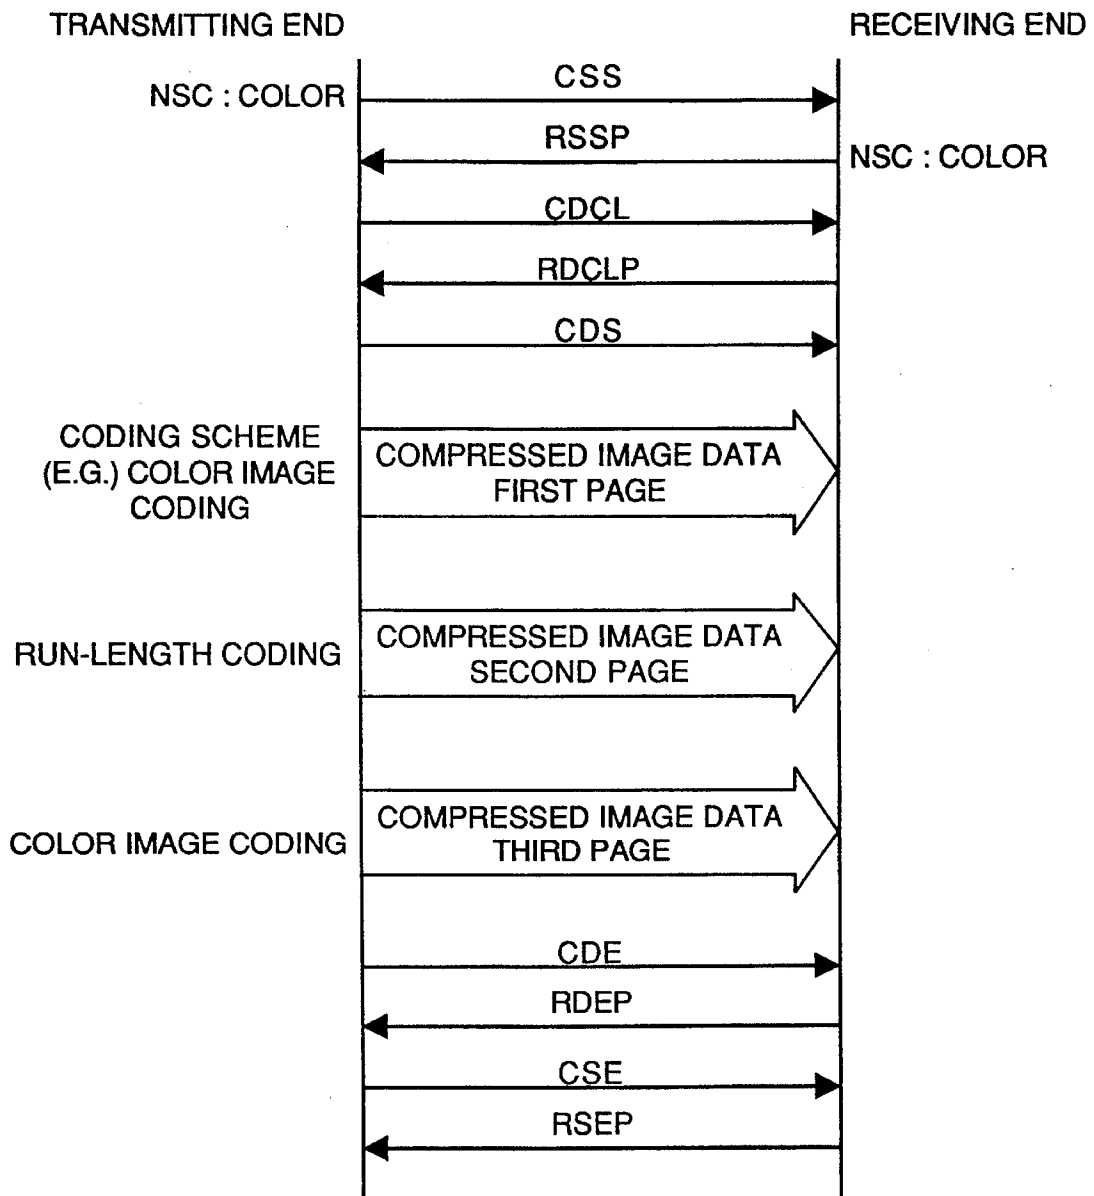 TRANSMITTING END
RECEIVING END
CSS
NSC : COLOR
RSSP
NSC : COLOR
CDCL
RDCLP
CDS
CODING SCHEME
(E.G.) COLOR IMAGE
CODING
COMPRESSED IMAGE DATA
FIRST PAGE
RUN-LENGTH CODING
COMPRESSED IMAGE DATA
SECOND PAGE
COLOR IMAGE CODING
COMPRESSED IMAGE DATA
THIRD PAGE
CDE
RDEP
CSE
RSEP